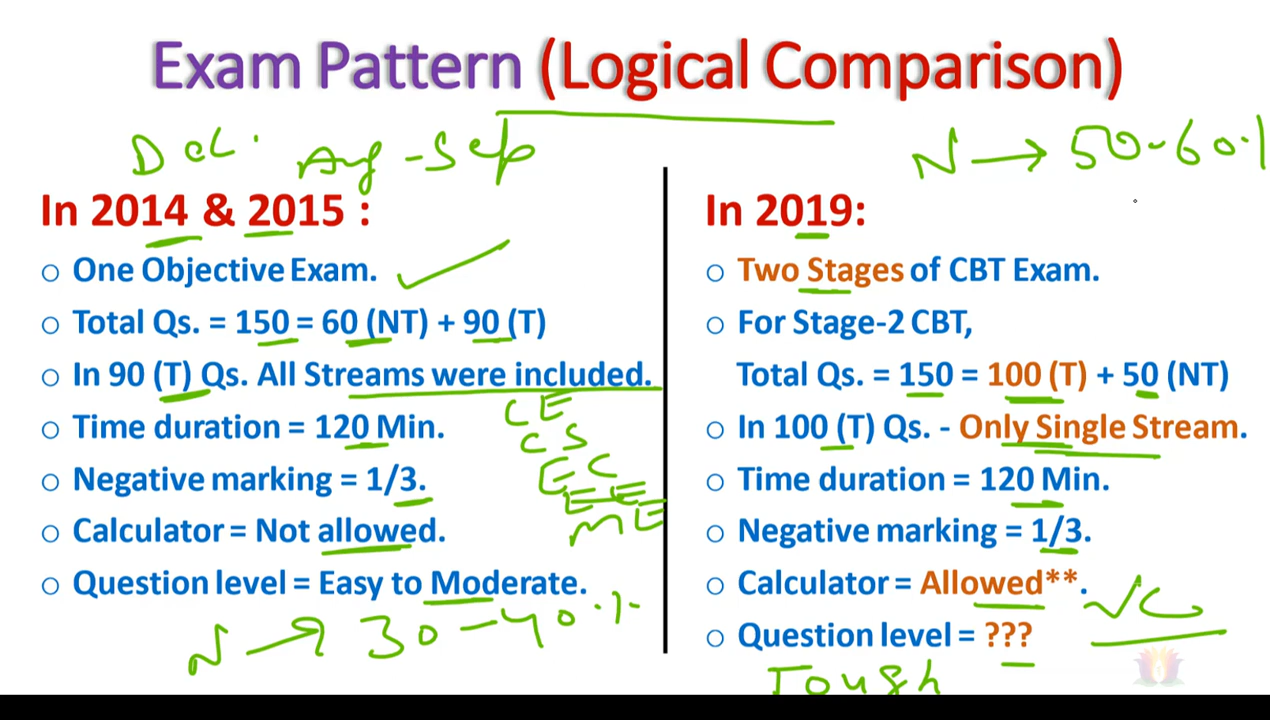 Exam Pattern (Logical Comparison)
Dec. Aug-Sep
N → 50-60%
In 2014 & 2015 :
○ One Objective Exam.
○ Total Qs. = 150 = 60 (NT) + 90 (T)
○ In 90 (T) Qs. All Streams were included.
CE
○ Time duration = 120 Min.
CS
EC
○ Negative marking = 1/3.
EE
ME
○ Calculator = Not allowed.
○ Question level = Easy to Moderate.
N → 30-40%
In 2019:
○ Two Stages of CBT Exam.
○ For Stage-2 CBT,
Total Qs. = 150 = 100 (T) + 50 (NT)
○ In 100 (T) Qs. - Only Single Stream.
○ Time duration = 120 Min.
○ Negative marking = 1/3.
○ Calculator = Allowed**.
VC
○ Question level = ???
Tough